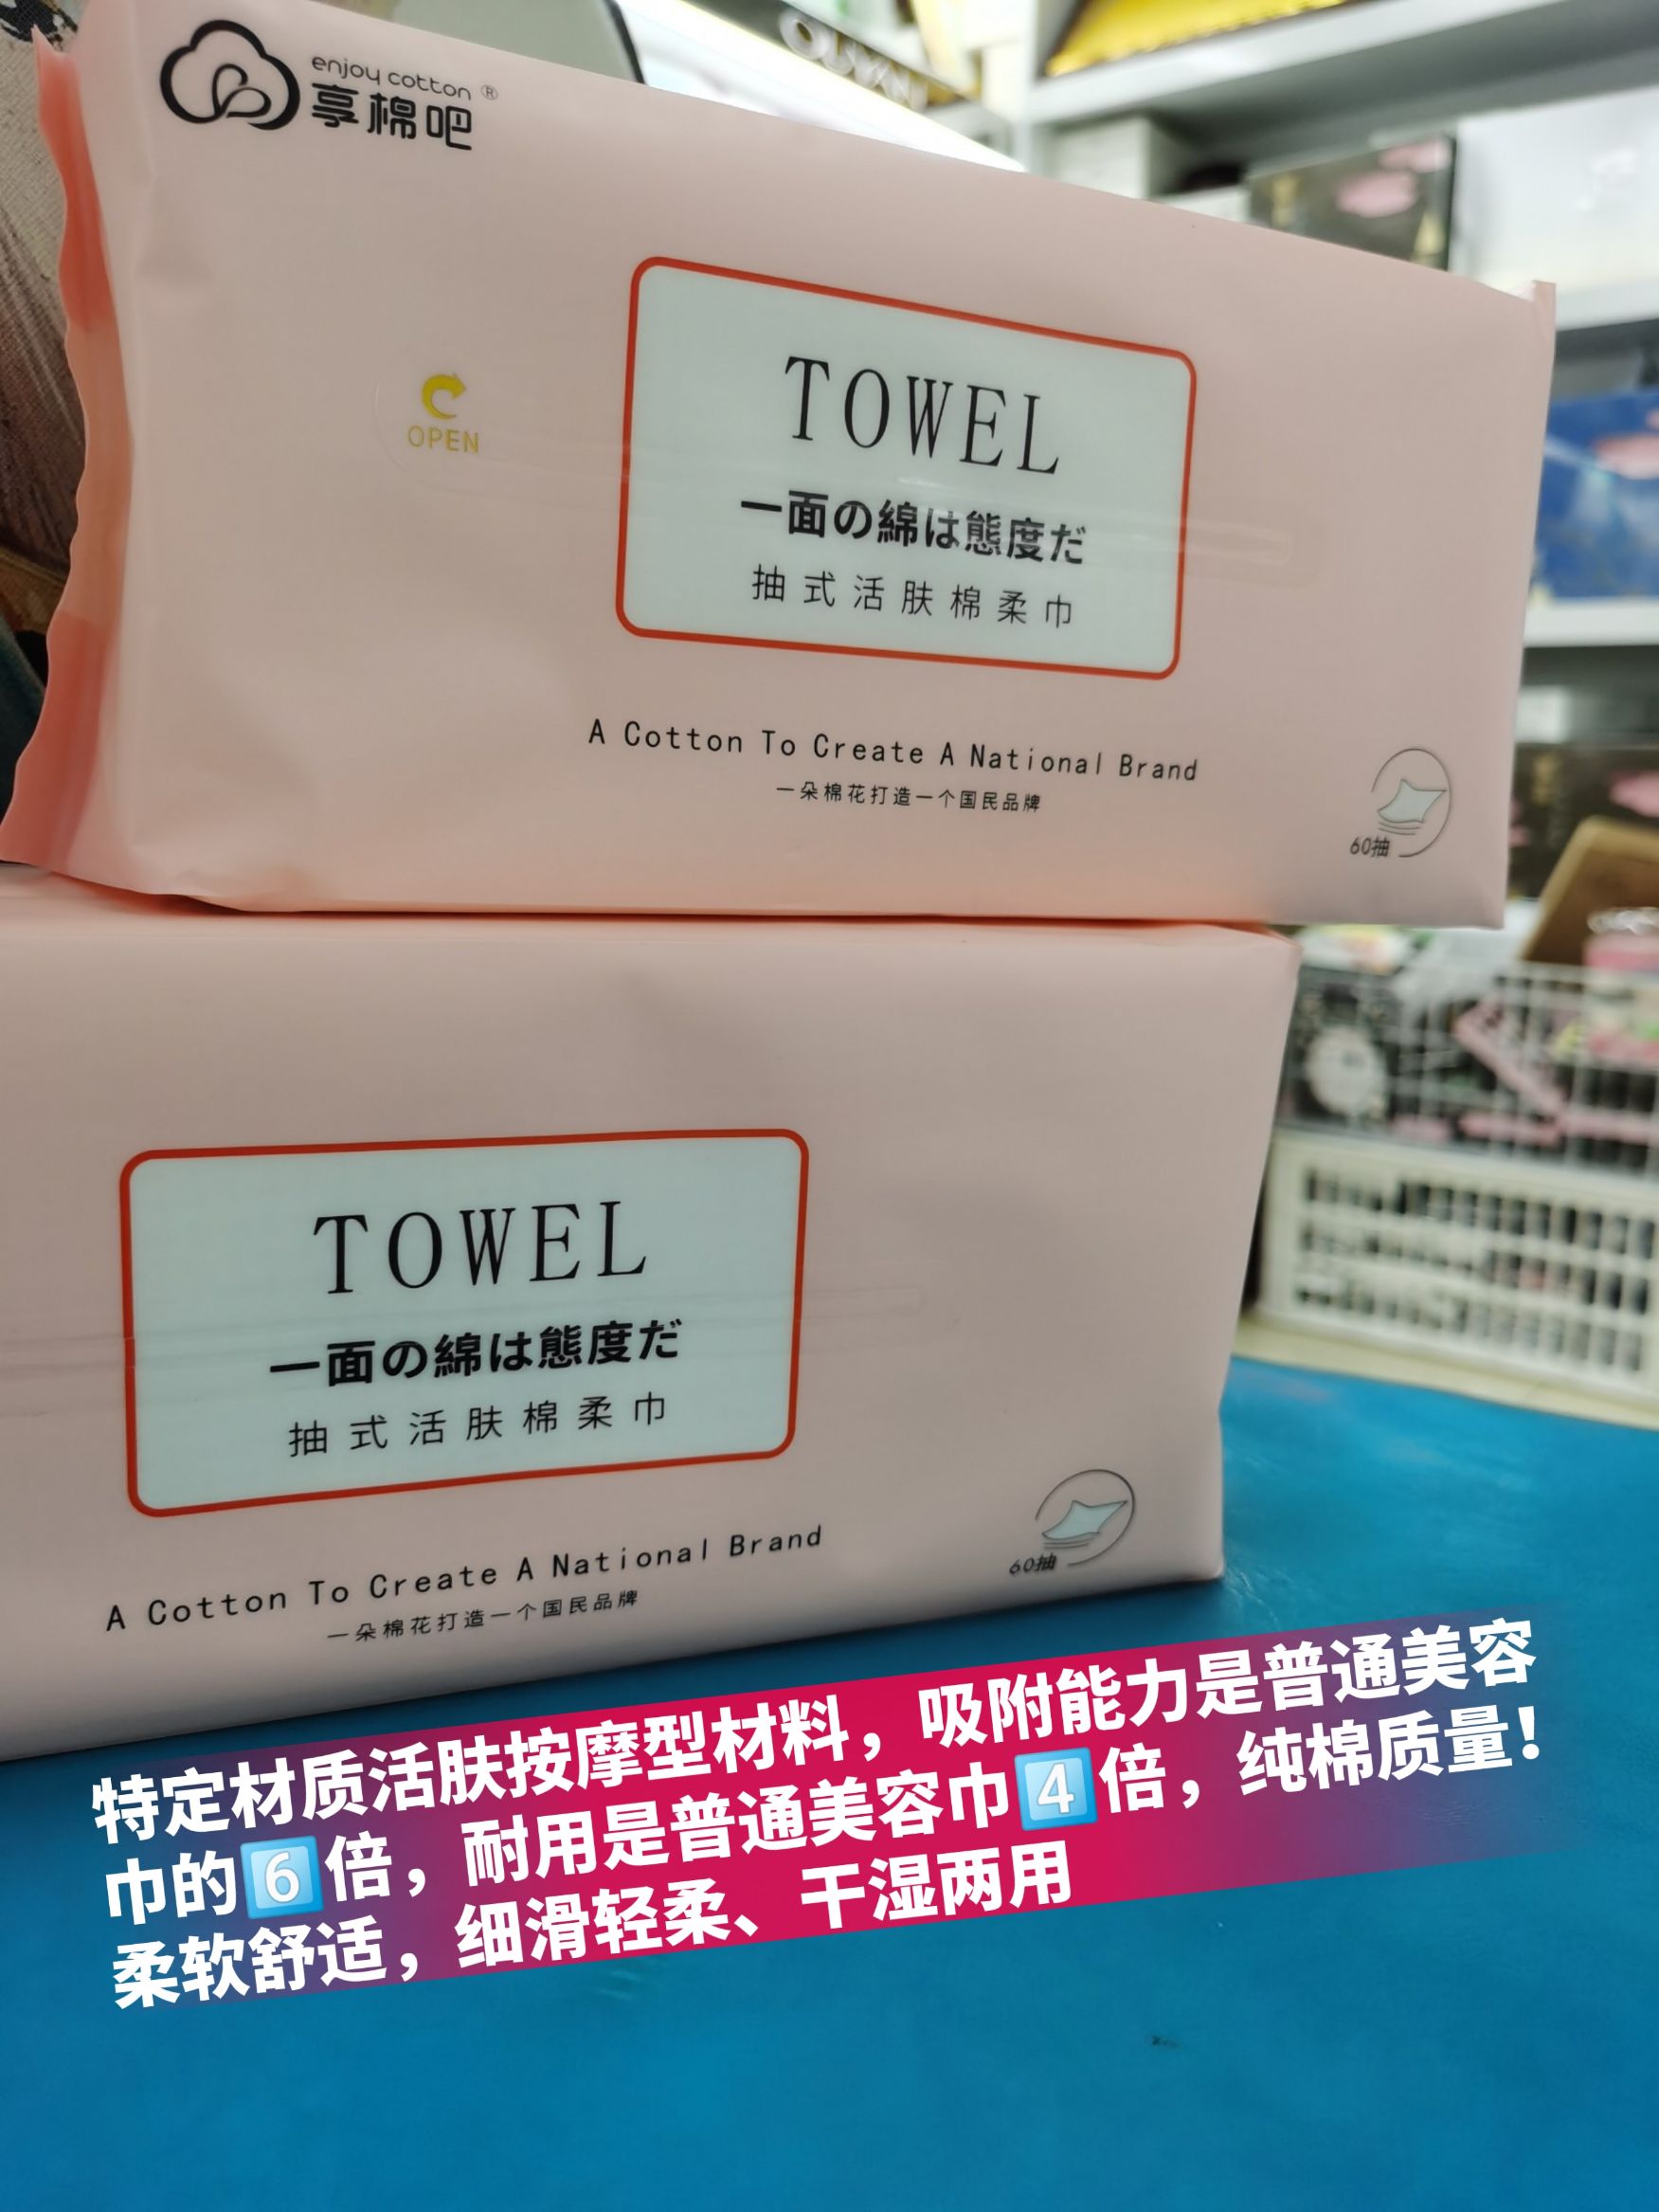 enjoy cotton ®
享棉吧
OPEN
TOWEL
一面の綿は態度だ
抽式活肤棉柔巾
A Cotton To Create A National Brand
一朵棉花打造一个国民品牌
60抽
TOWEL
一面の綿は態度だ
抽式活肤棉柔巾
A Cotton To Create A National Brand
一朵棉花打造一个国民品牌
60抽
特定材质活肤按摩型材料，吸附能力是普通美容
巾的6️⃣倍，耐用是普通美容巾4️⃣倍，纯棉质量！
柔软舒适，细滑轻柔、干湿两用